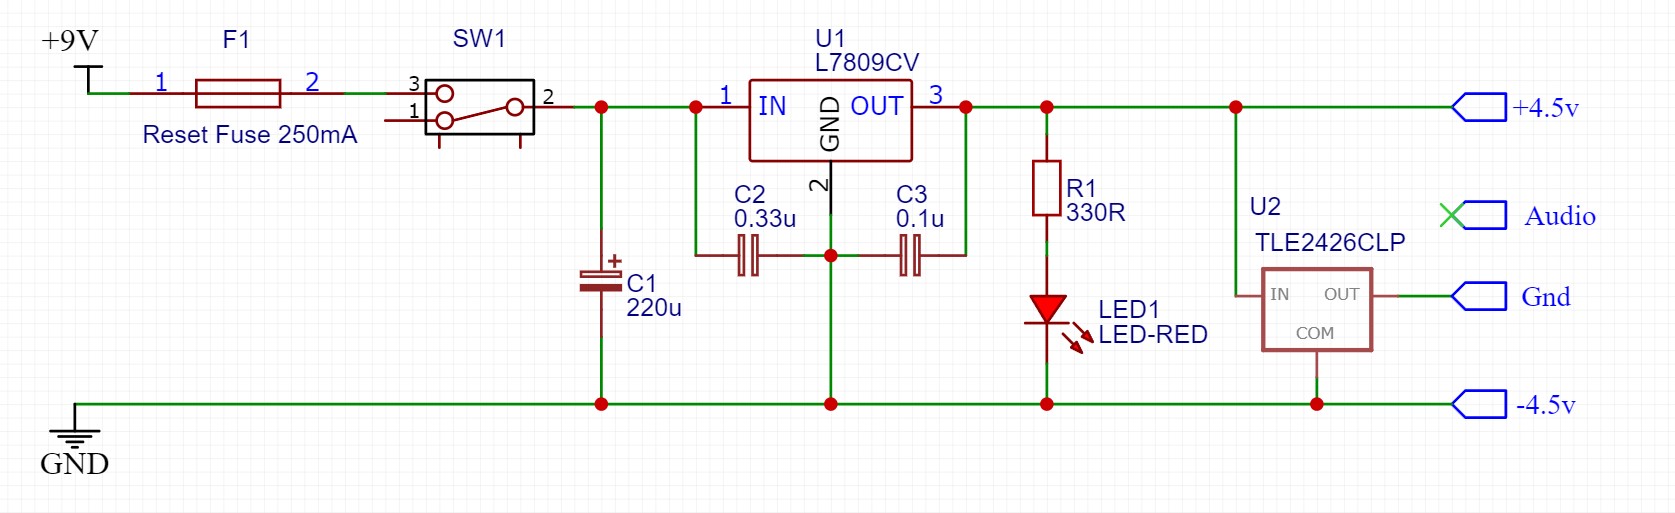 +9V
F1
1
2
Reset Fuse 250mA
SW1
3
1
2
U1
L7809CV
1
IN
GND
OUT
3
2
C2
0.33u
C3
0.1u
C1
220u
R1
330R
LED1
LED-RED
U2
TLE2426CLP
IN
OUT
COM
+4.5v
Audio
Gnd
-4.5v
GND